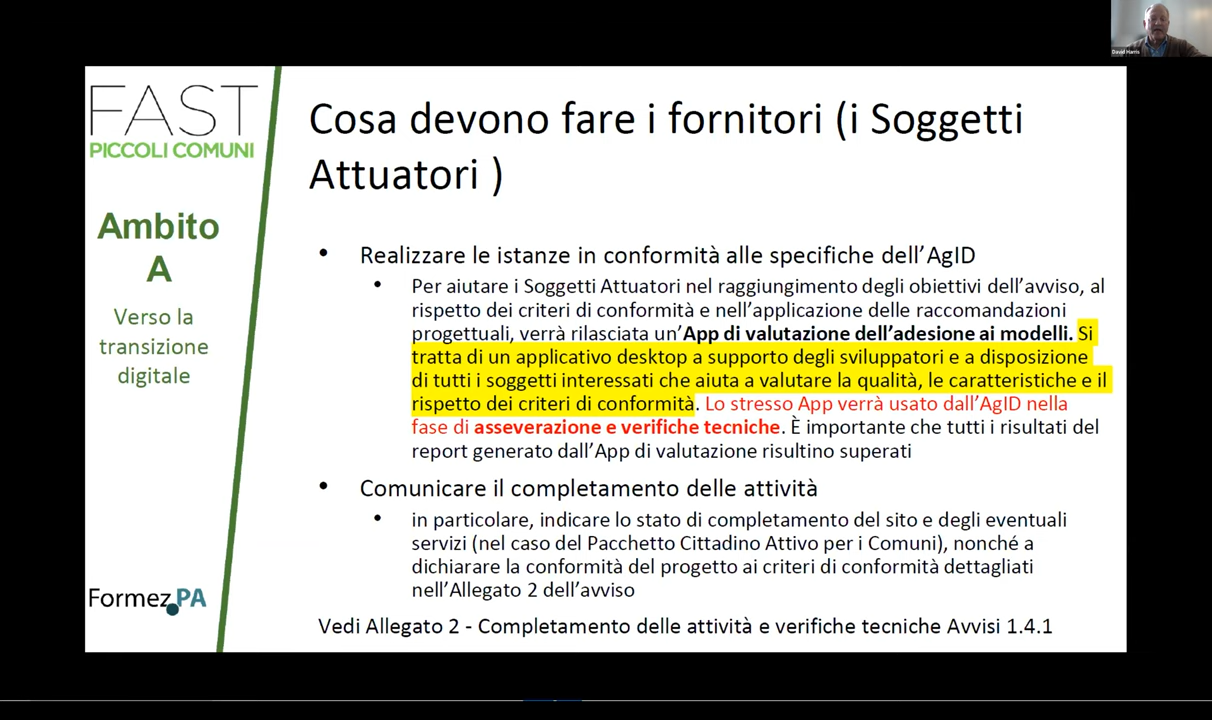 David Harris
FAST
PICCOLI COMUNI
Ambito
A
Verso la
transizione
digitale
Formez PA
Cosa devono fare i fornitori (i Soggetti
Attuatori )
• Realizzare le istanze in conformità alle specifiche dell'AgID
• Per aiutare i Soggetti Attuatori nel raggiungimento degli obiettivi dell'avviso, al
rispetto dei criteri di conformità e nell'applicazione delle raccomandazioni
progettuali, verrà rilasciata un'App di valutazione dell'adesione ai modelli. Si
tratta di un applicativo desktop a supporto degli sviluppatori e a disposizione
di tutti i soggetti interessati che aiuta a valutare la qualità, le caratteristiche e il
rispetto dei criteri di conformità. Lo stresso App verrà usato dall'AgID nella
fase di asseverazione e verifiche tecniche. È importante che tutti i risultati del
report generato dall'App di valutazione risultino superati
• Comunicare il completamento delle attività
• in particolare, indicare lo stato di completamento del sito e degli eventuali
servizi (nel caso del Pacchetto Cittadino Attivo per i Comuni), nonché a
dichiarare la conformità del progetto ai criteri di conformità dettagliati
nell'Allegato 2 dell'avviso
Vedi Allegato 2 - Completamento delle attività e verifiche tecniche Avvisi 1.4.1